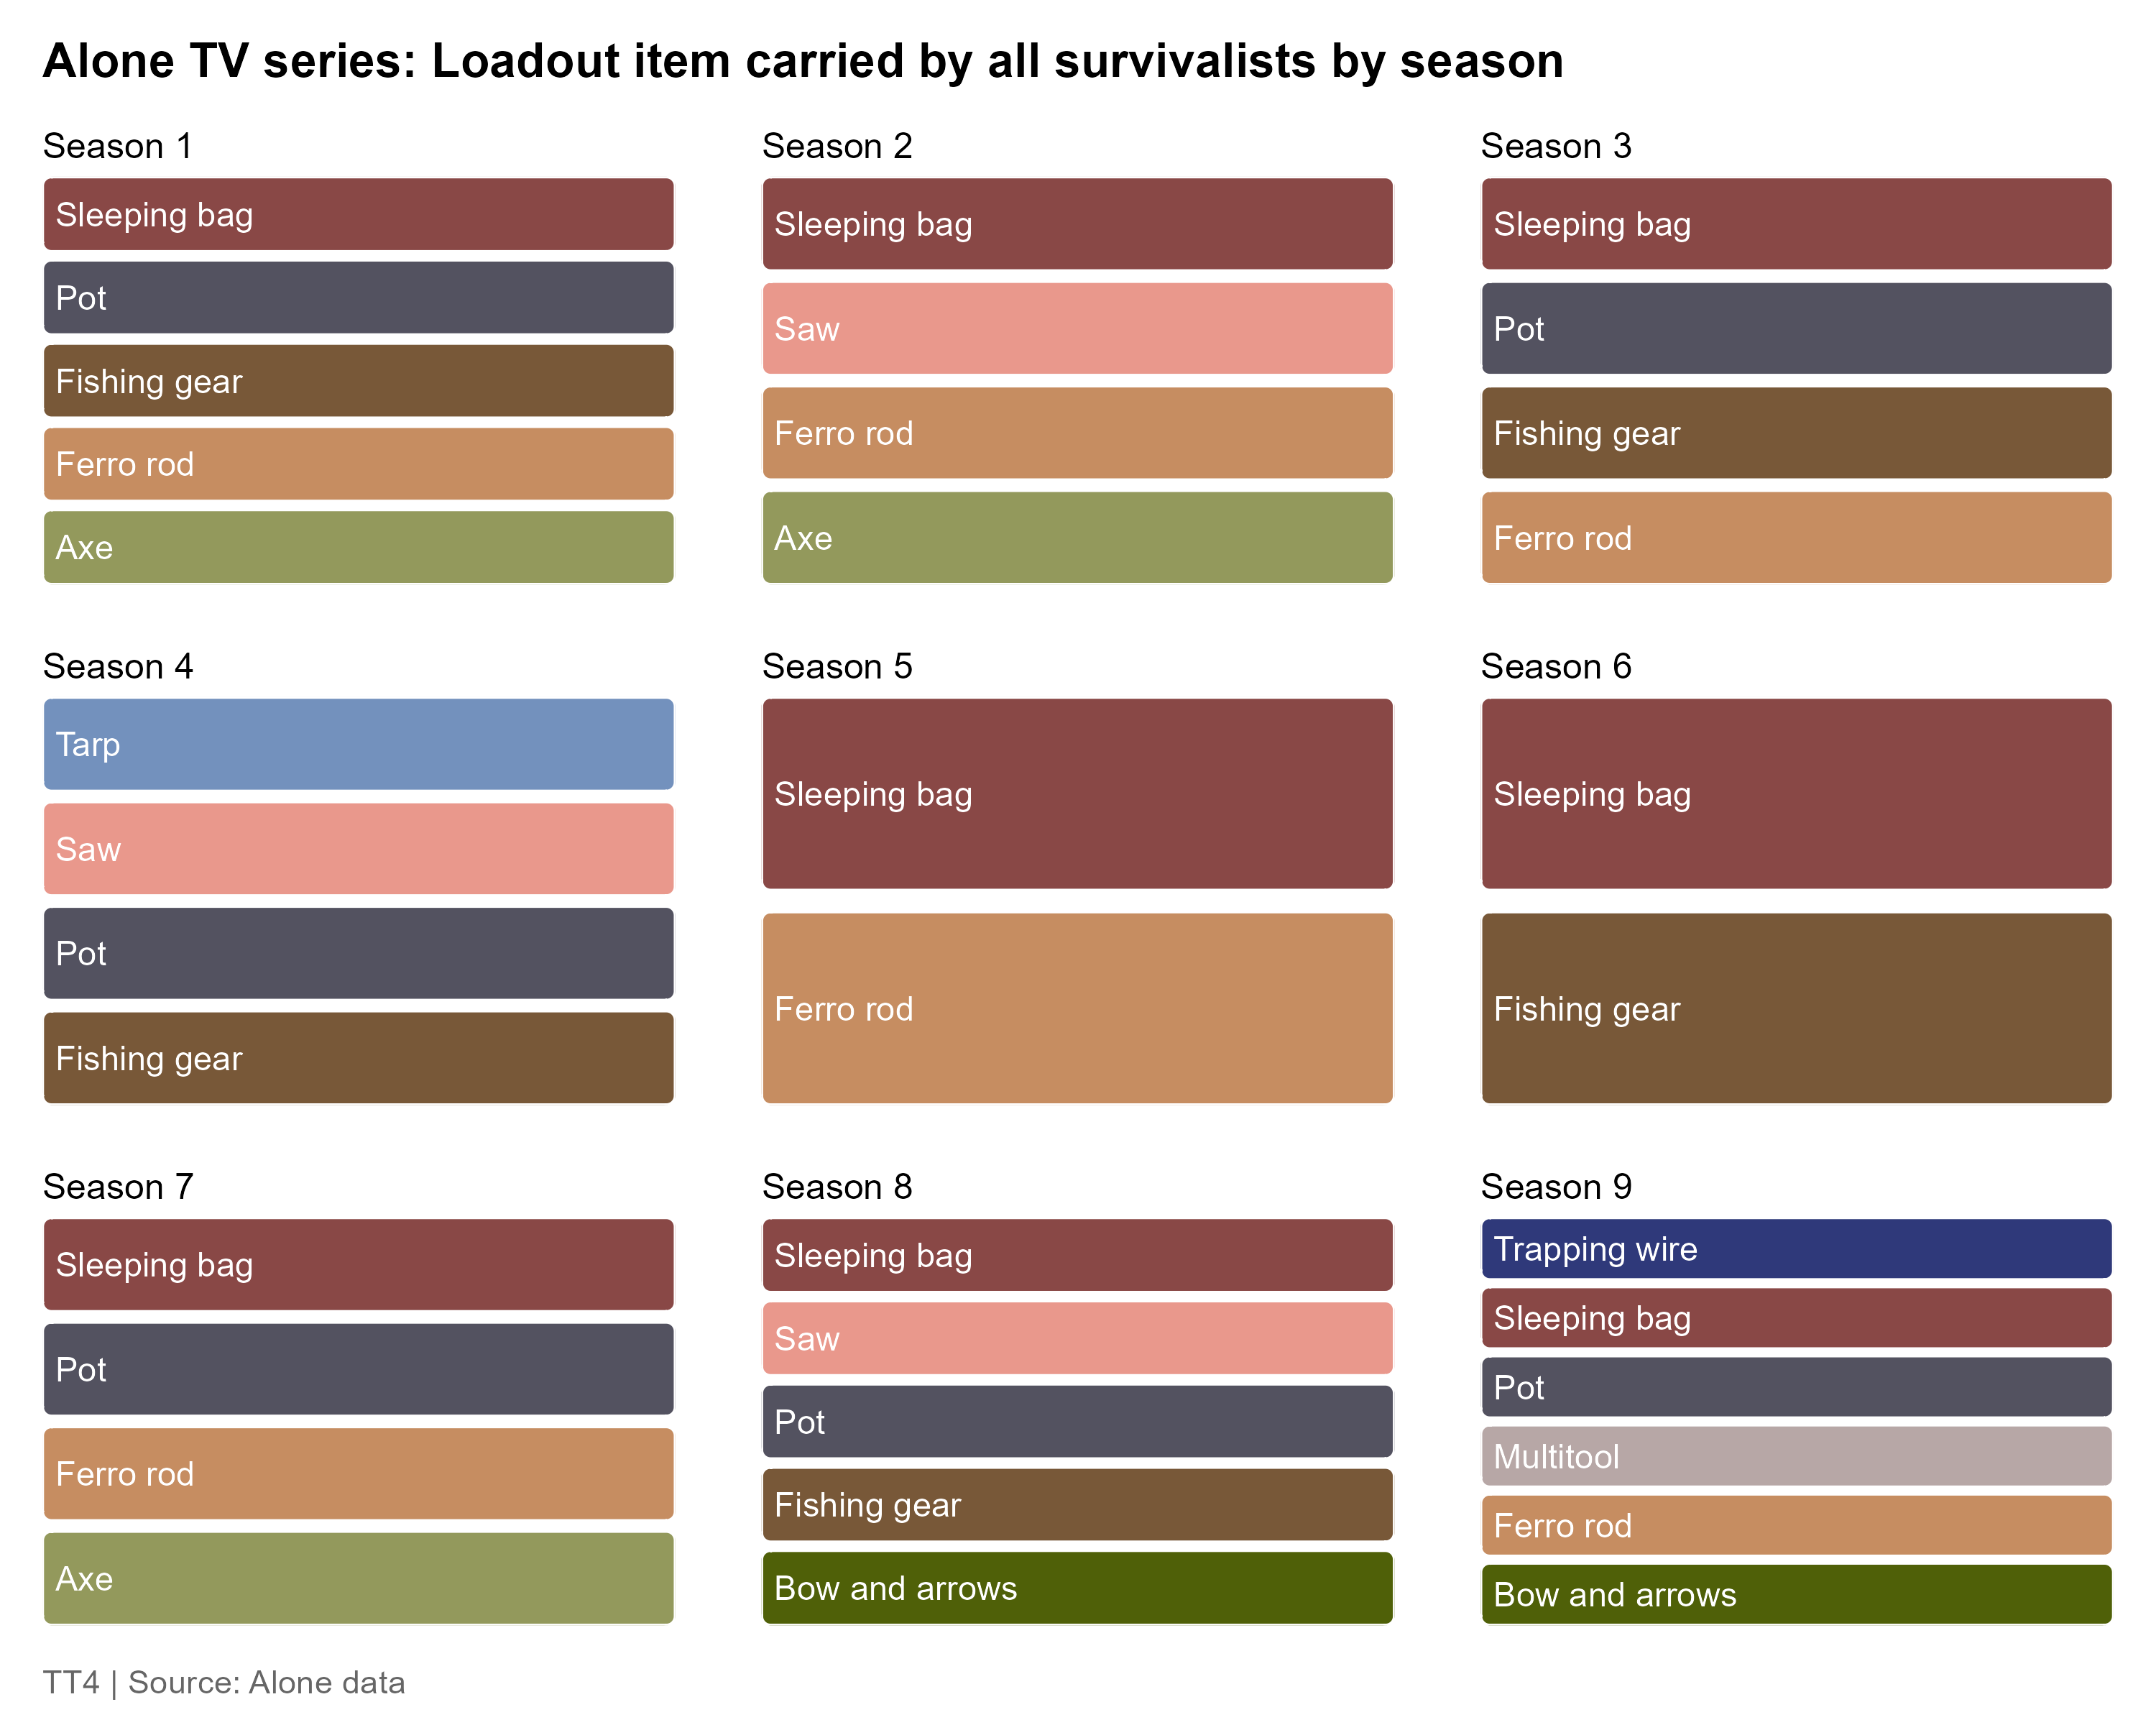 Alone TV series: Loadout item carried by all survivalists by season
Season 1
Sleeping bag
Pot
Fishing gear
Ferro rod
Axe
Season 2
Sleeping bag
Saw
Ferro rod
Axe
Season 3
Sleeping bag
Pot
Fishing gear
Ferro rod
Season 4
Tarp
Saw
Pot
Fishing gear
Season 5
Sleeping bag
Ferro rod
Season 6
Sleeping bag
Fishing gear
Season 7
Sleeping bag
Pot
Ferro rod
Axe
Season 8
Sleeping bag
Saw
Pot
Fishing gear
Bow and arrows
Season 9
Trapping wire
Sleeping bag
Pot
Multitool
Ferro rod
Bow and arrows
TT4 | Source: Alone data